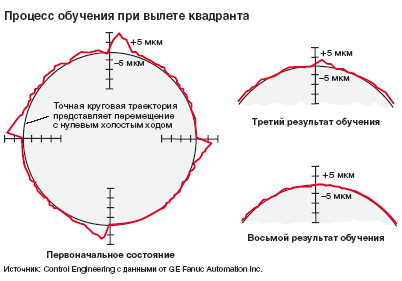 Процесс обучения при вылете квадранта
+5 мкм
–5 мкм
Точная круговая траектория
представляет перемещение
с нулевым холостым ходом
Первоначальное состояние
+5 мкм
–5 мкм
Третий результат обучения
+5 мкм
–5 мкм
Восьмой результат обучения
Источник: Control Engineering с данными от GE Fanuc Automation Inc.